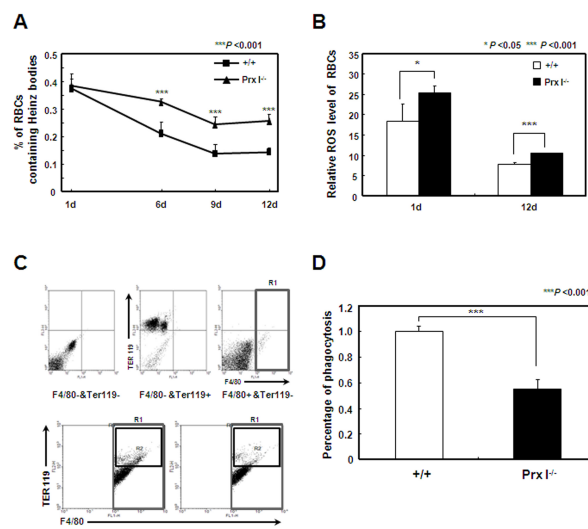 A
***P <0.001
+/+
Prx I-/-
% of RBCs
containing Heinz bodies
0.5
0.4
0.3
0.2
0.1
0
***
***
***
1d
6d
9d
12d
B
* P <0.05 *** P <0.001
+/+
Prx I-/-
Relative ROS level of RBCs
35
30
25
20
15
10
5
0
*
***
1d
12d
C
TER 119
R1
F4/80
F4/80-&Ter119-
F4/80- &Ter119+
F4/80+ &Ter119-
TER 119
R1
R2
R1
R2
F4/80
D
***P <0.001
Percentage of phagocytosis
1.2
1.0
0.8
0.6
0.4
0.2
0
***
+/+
Prx I-/-